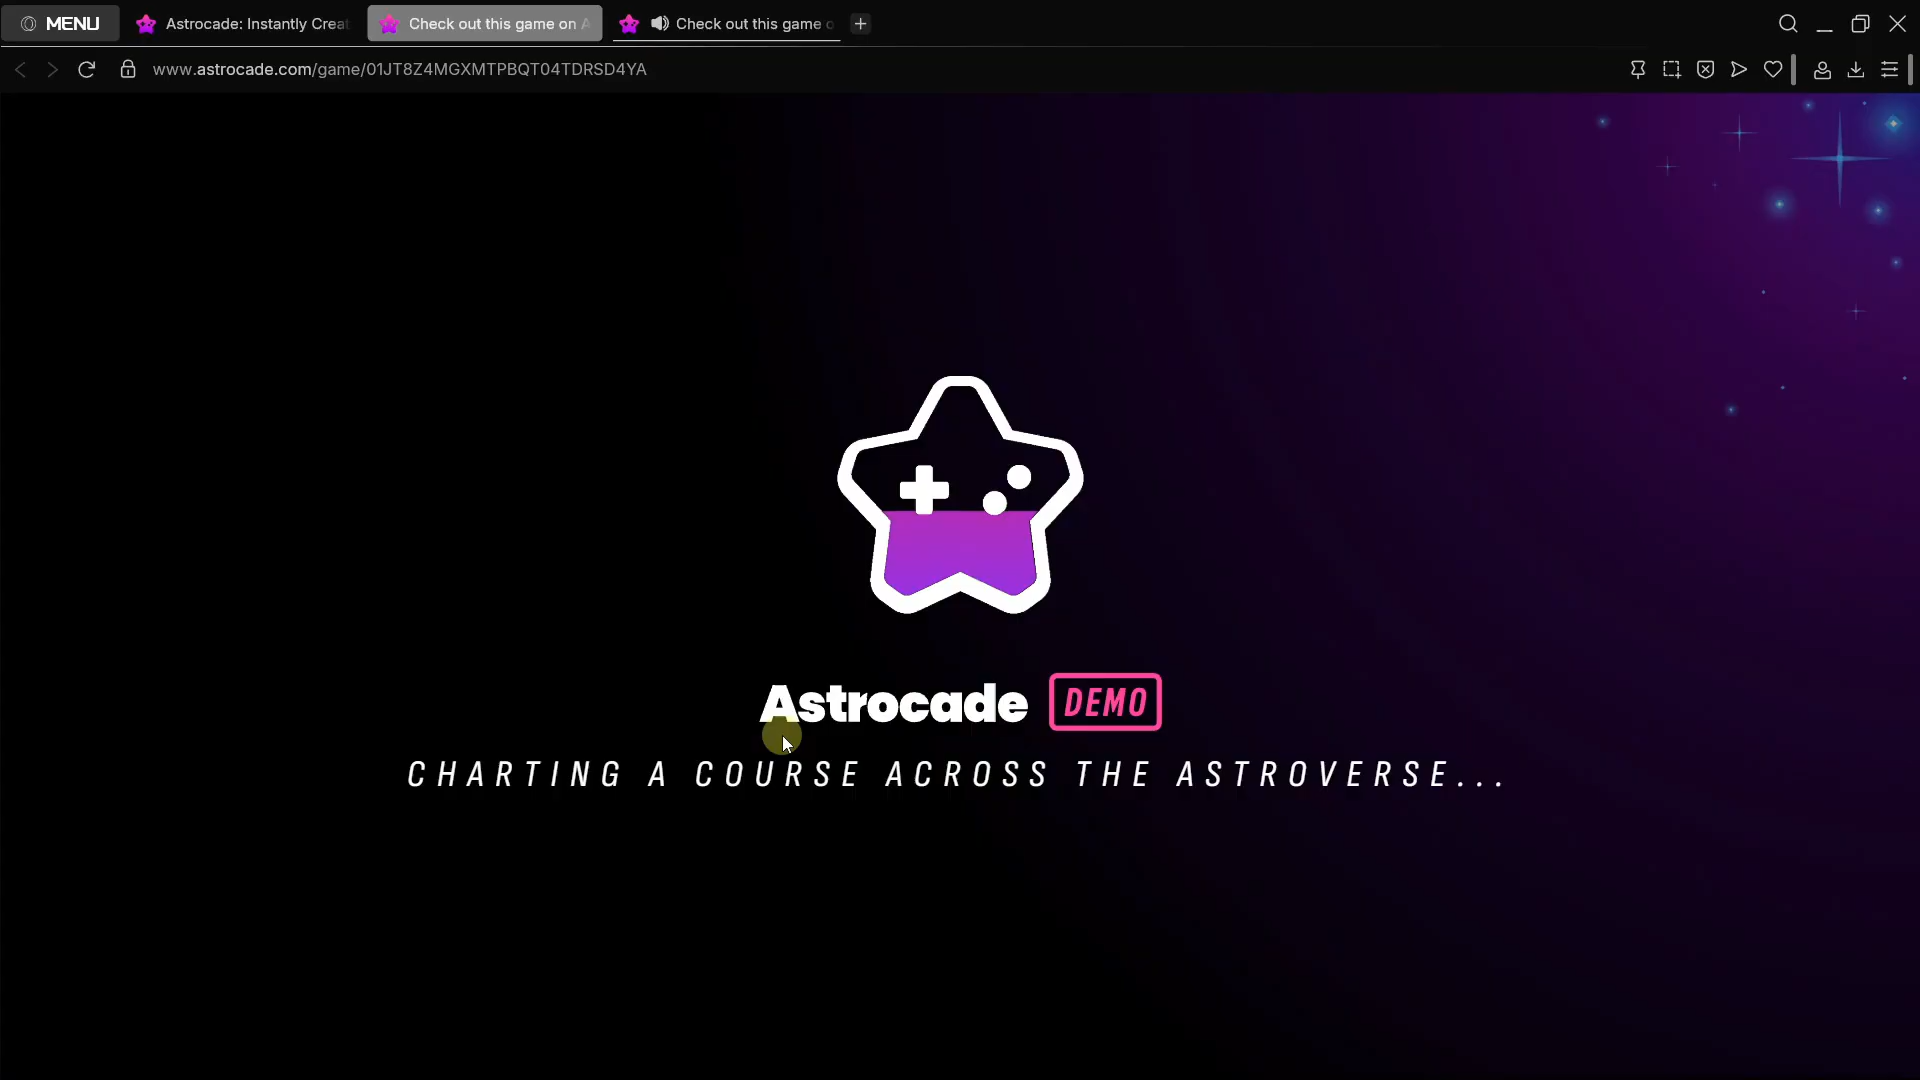 MENU
Astrocade: Instantly Creat
Check out this game on A
Check out this game o
www.astrocade.com/game/01JT8Z4MGXMTPBQT04TDRSD4YA
Astrocade DEMO
CHARTING A COURSE ACROSS THE ASTROVERSE...